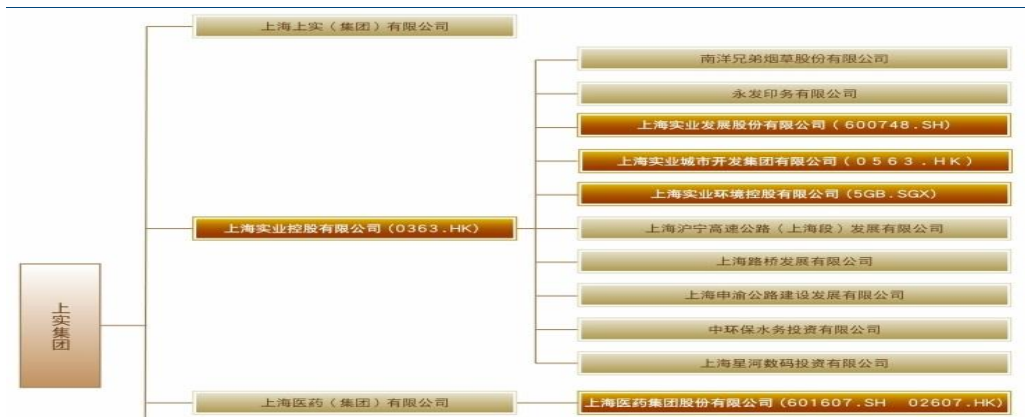 上海上实（集团）有限公司
南洋兄弟烟草股份有限公司
永发印务有限公司
上海实业发展股份有限公司（600748.SH）
上海实业城市开发集团有限公司（0563.HK）
上海实业环境控股有限公司（5GB.SGX）
上海实业控股有限公司（0363.HK）
上海沪宁高速公路（上海段）发展有限公司
上海路桥发展有限公司
上海申渝公路建设发展有限公司
中环保水务投资有限公司
上海星河数码投资有限公司
上实集团
上海医药（集团）有限公司
上海医药集团股份有限公司（601607.SH 02607.HK）